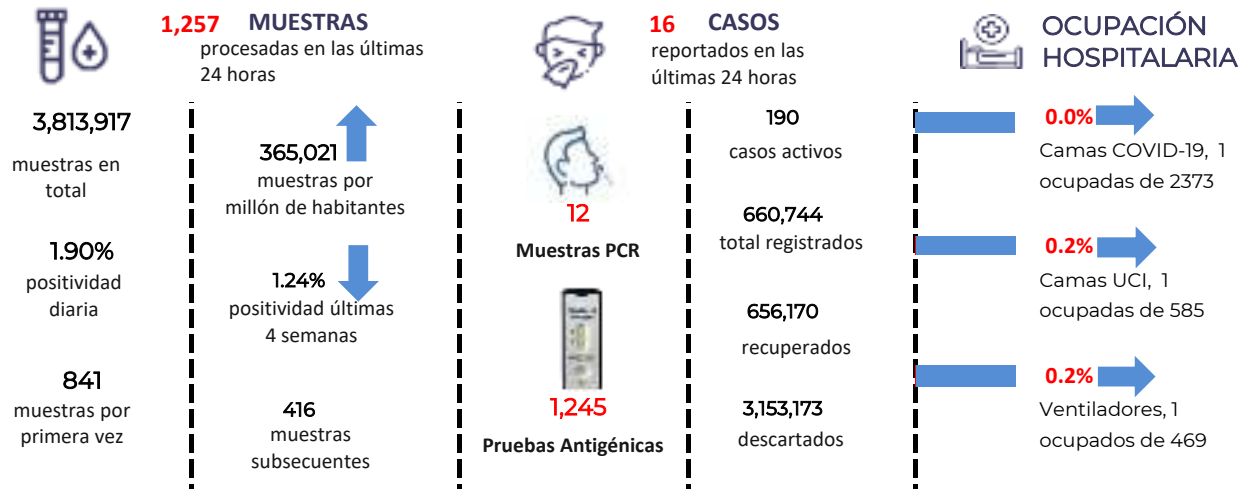 1,257 MUESTRAS
procesadas en las últimas
24 horas
16 CASOS
reportados en las
últimas 24 horas
OCUPACIÓN
HOSPITALARIA
3,813,917
muestras en
total
1.90%
positividad
diaria
841
muestras por
primera vez
365,021
muestras por
millón de habitantes
1.24%
positividad últimas
4 semanas
416
muestras
subsecuentes
12
Muestras PCR
1,245
Pruebas Antigénicas
190
casos activos
660,744
total registrados
656,170
recuperados
3,153,173
descartados
0.0%
Camas COVID-19, 1
ocupadas de 2373
0.2%
Camas UCI, 1
ocupadas de 585
0.2%
Ventiladores, 1
ocupados de 469